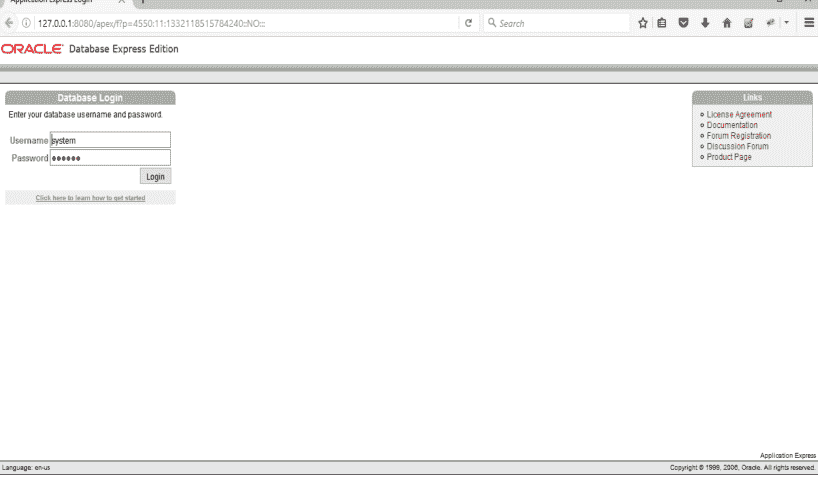 Application Express Login
127.0.0.1:8080/apex/f?p=4550:11:1332118515784240::NO:::
Search
ORACLE Database Express Edition
Database Login
Enter your database username and password.
Username system
Password ●●●●●●
Login
Click here to learn how to get started
Links
License Agreement
Documentation
Forum Registration
Discussion Forum
Product Page
Application Express
Language: en-us
Copyright © 1999, 2006, Oracle. All rights reserved.